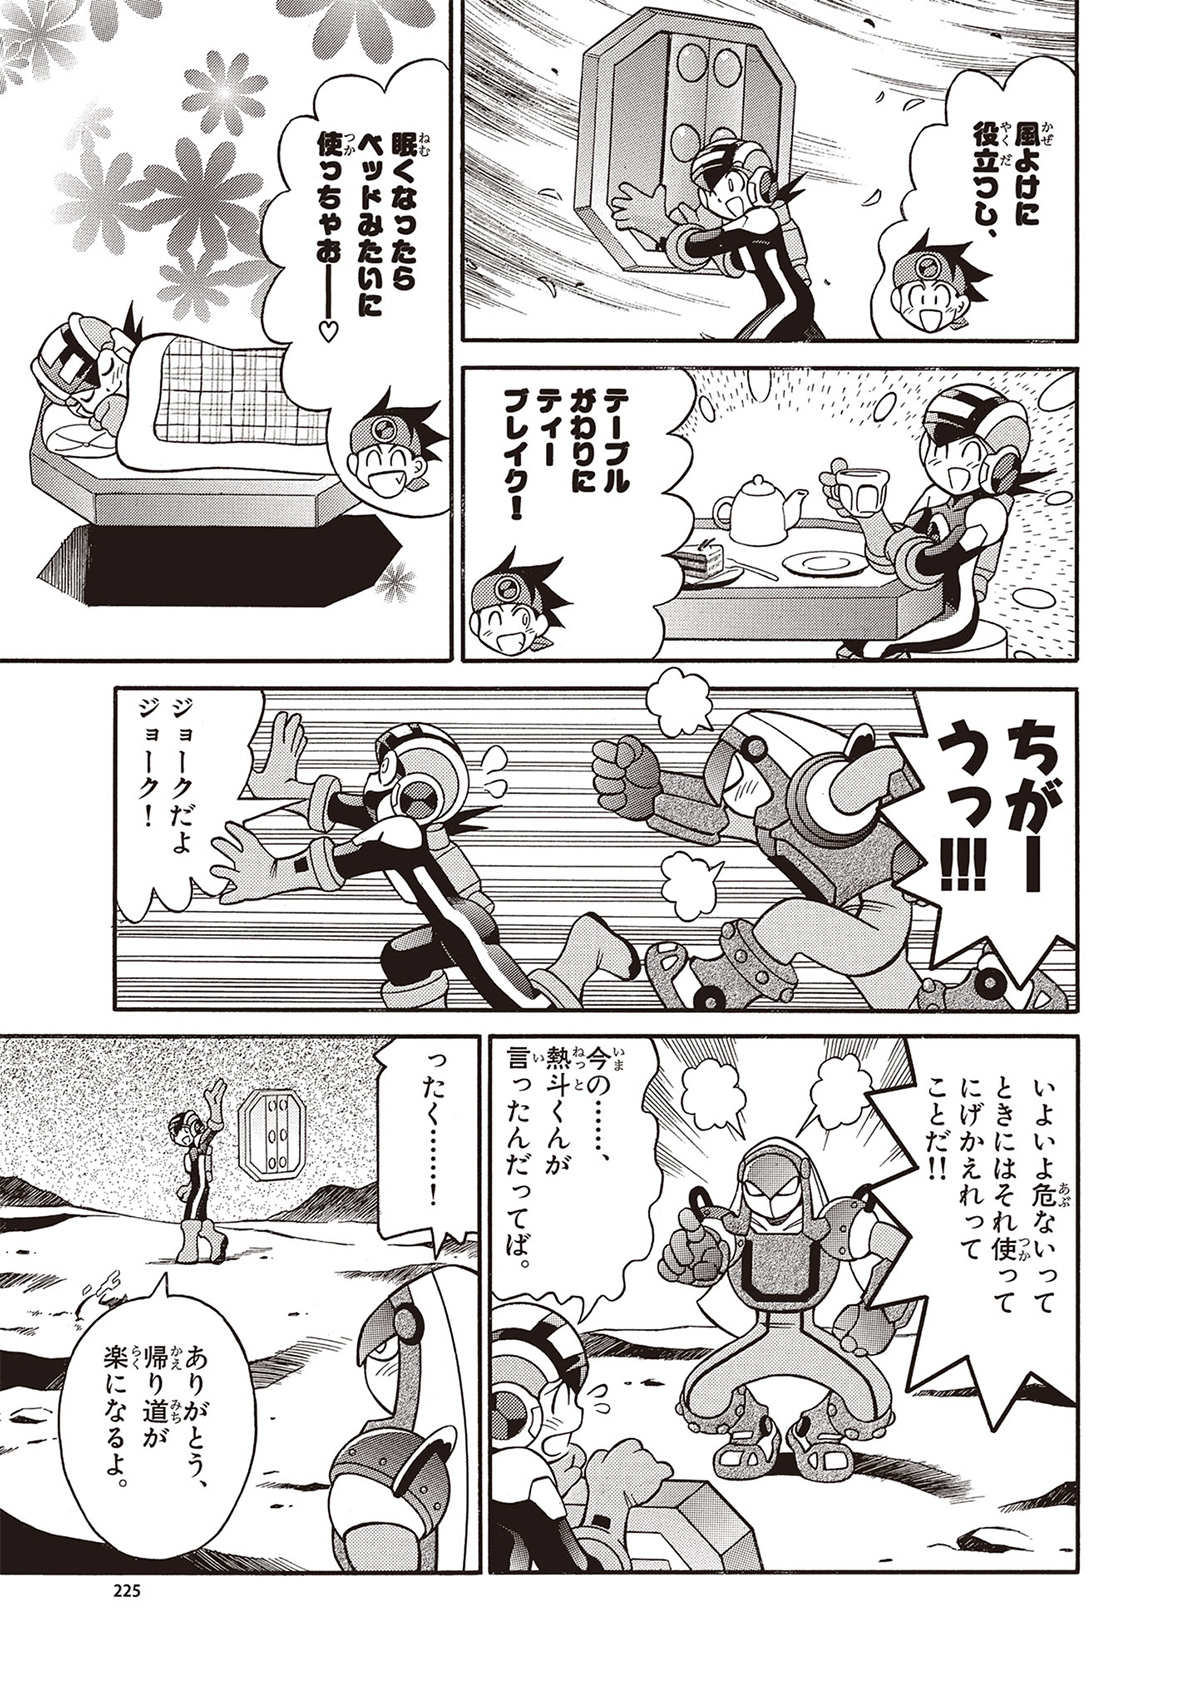 風よけに
役立つし、
テーブル
がわりに
ティー
ブレイク！
眠くなったら
ベッドみたいに
使っちゃお――♡
ちがー
うっ!!!
ジョークだよ
ジョーク！
いよいよ危ないって
ときにはそれ使って
にげかえれって
ことだ!!
今の……、
熱斗くんが
言ったんだってば。
ったく………！
ありがとう、
帰り道が
楽になるよ。
225